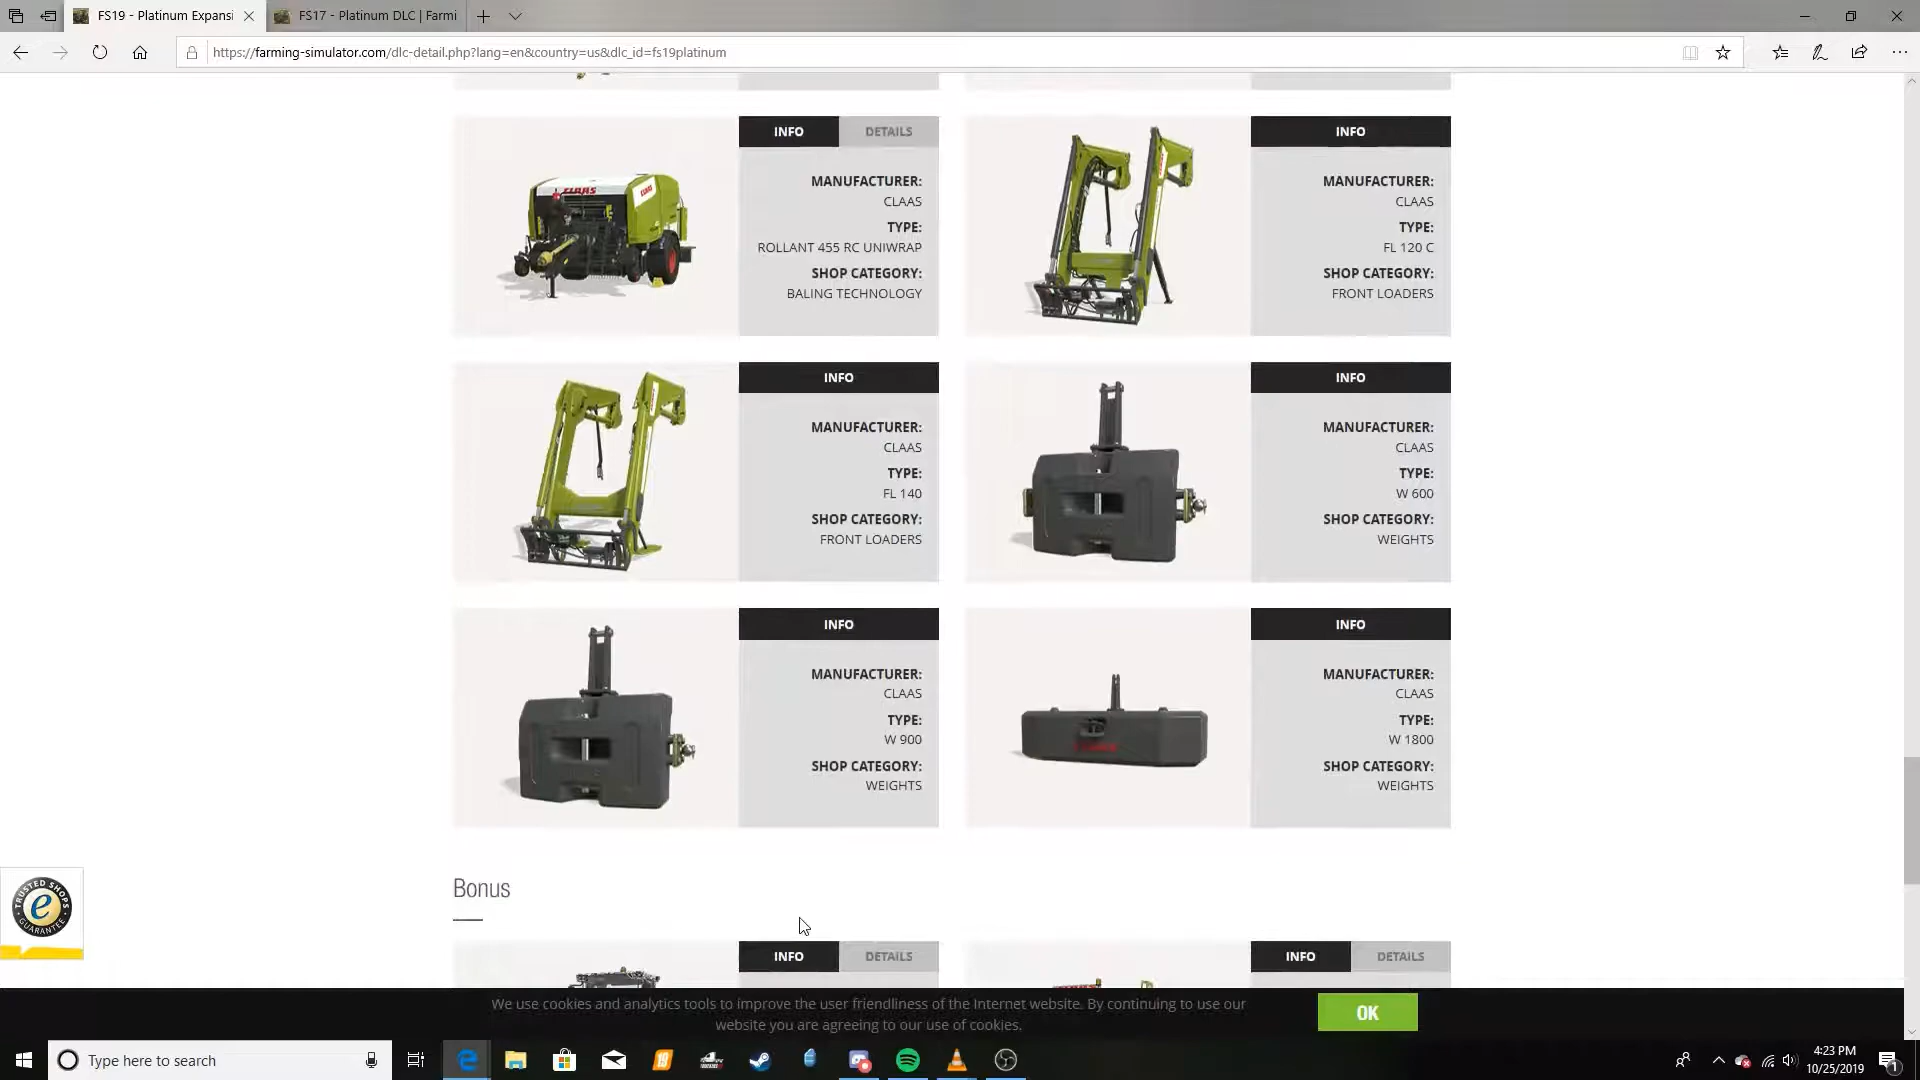 FS19 - Platinum Expansi
FS17 - Platinum DLC | Farmi
https://farming-simulator.com/dlc-detail.php?lang=en&country=us&dlc_id=fs19platinum
INFO
DETAILS
MANUFACTURER:
CLAAS
TYPE:
ROLLANT 455 RC UNIWRAP
SHOP CATEGORY:
BALING TECHNOLOGY
INFO
MANUFACTURER:
CLAAS
TYPE:
FL 120 C
SHOP CATEGORY:
FRONT LOADERS
INFO
MANUFACTURER:
CLAAS
TYPE:
FL 140
SHOP CATEGORY:
FRONT LOADERS
INFO
MANUFACTURER:
CLAAS
TYPE:
W 600
SHOP CATEGORY:
WEIGHTS
INFO
MANUFACTURER:
CLAAS
TYPE:
W 900
SHOP CATEGORY:
WEIGHTS
INFO
MANUFACTURER:
CLAAS
TYPE:
W 1800
SHOP CATEGORY:
WEIGHTS
TRUSTED SHOPS
e
GUARANTEE
Bonus
INFO
DETAILS
INFO
DETAILS
We use cookies and analytics tools to improve the user friendliness of the Internet website. By continuing to use our
website you are agreeing to our use of cookies.
OK
Type here to search
19
4:23 PM
10/25/2019
1